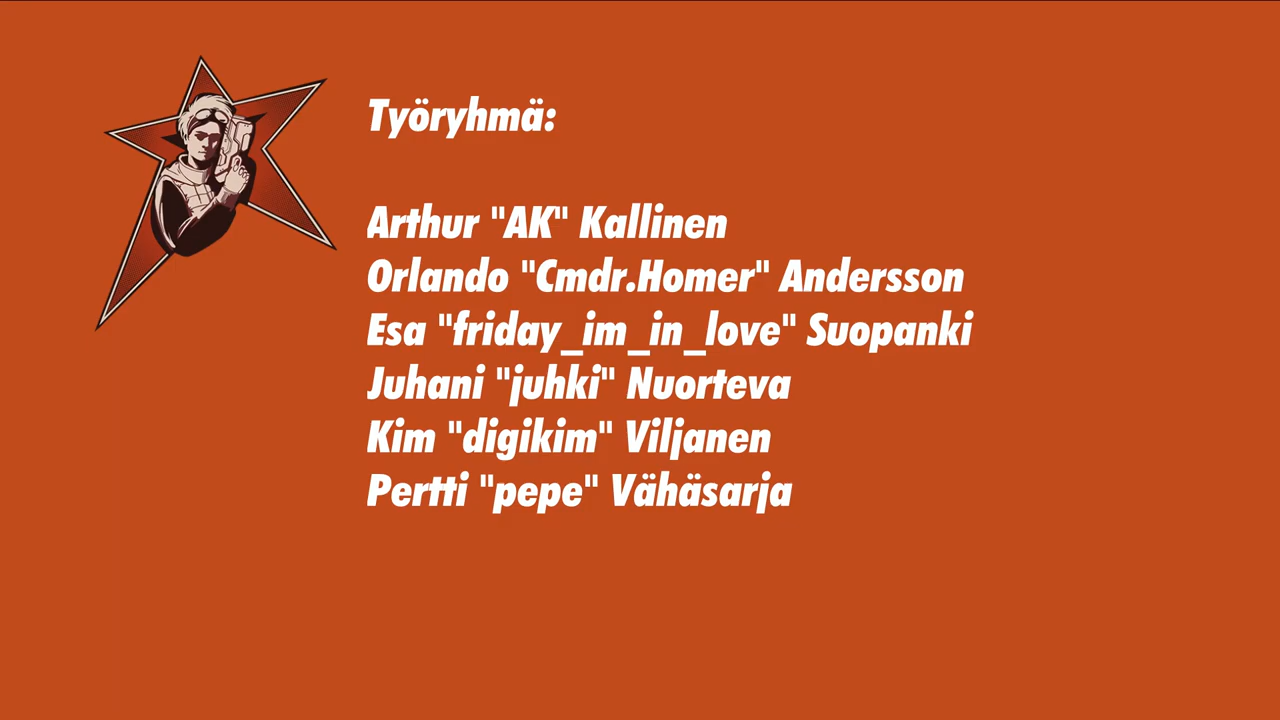 Työryhmä:
Arthur "AK" Kallinen
Orlando "Cmdr.Homer" Andersson
Esa "friday_im_in_love" Suopanki
Juhani "juhki" Nuorteva
Kim "digikim" Viljanen
Pertti "pepe" Vähäsarja